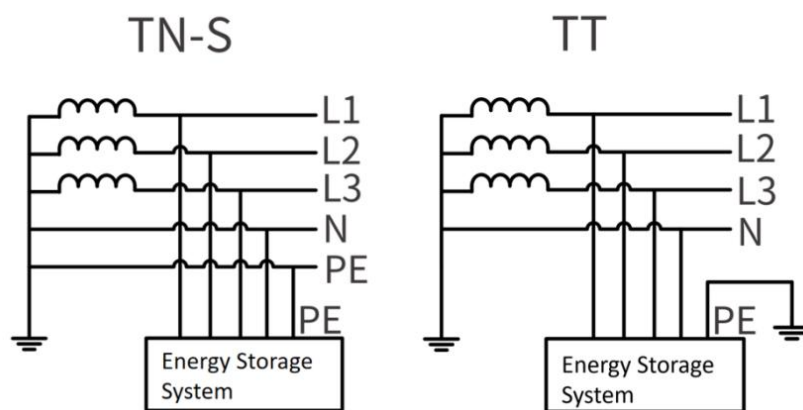 TN-S
L1
L2
L3
N
PE
PE
Energy Storage
System
TT
L1
L2
L3
N
PE
Energy Storage
System